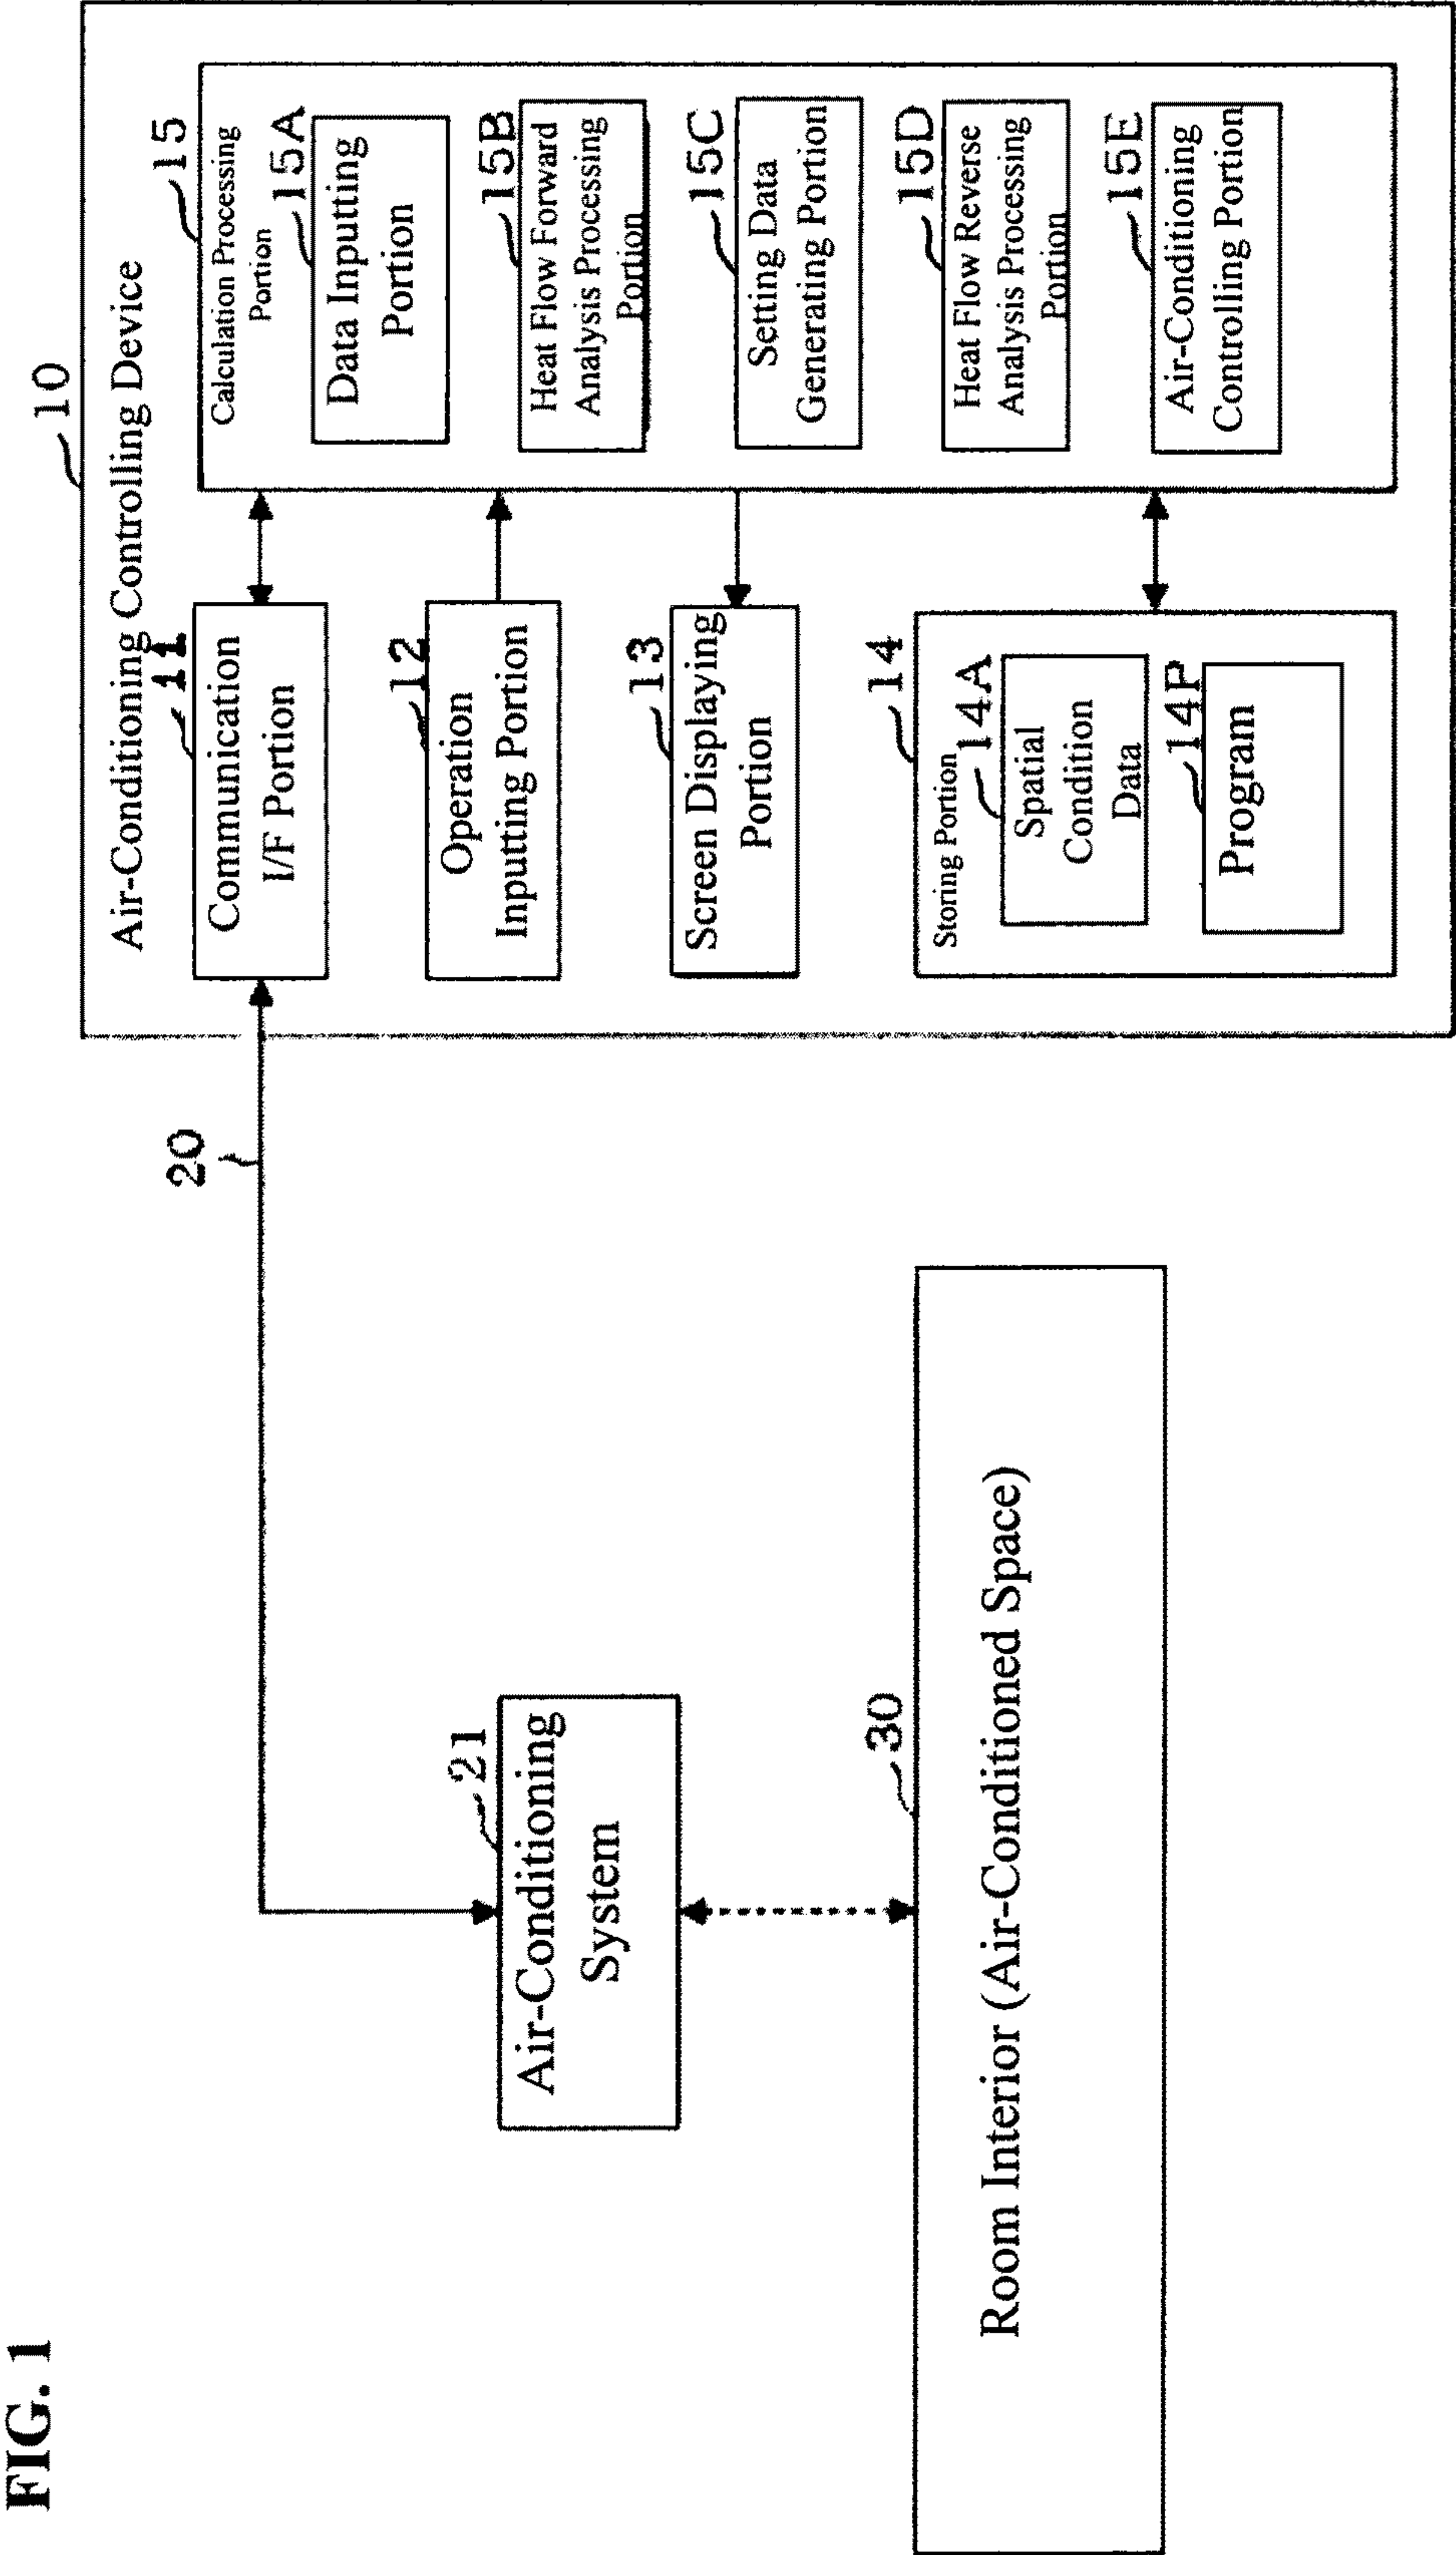 FIG. 1
10
Air-Conditioning Controlling Device
11
Communication
I/F Portion
12
Operation
Inputting Portion
13
Screen Displaying
Portion
14
Storing Portion
14A
Spatial
Condition
Data
14P
Program
15
Calculation Processing
Portion
15A
Data Inputting
Portion
15B
Heat Flow Forward
Analysis Processing
Portion
15C
Setting Data
Generating Portion
15D
Heat Flow Reverse
Analysis Processing
Portion
15E
Air-Conditioning
Controlling Portion
20
21
Air-Conditioning
System
30
Room Interior (Air-Conditioned Space)